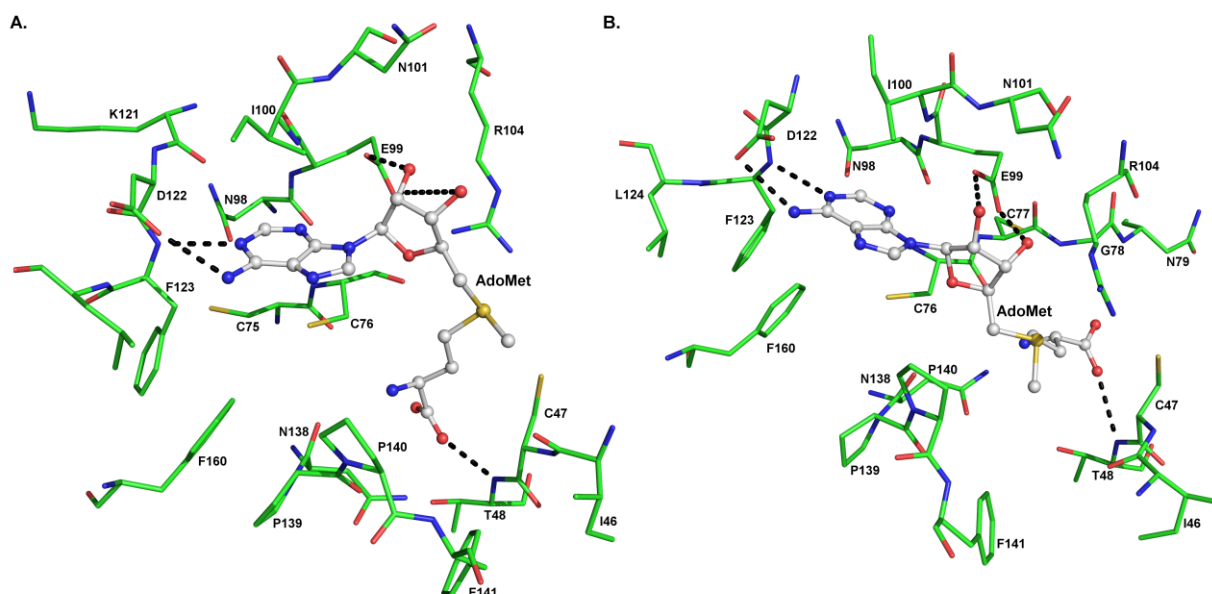 A.
N101
K121
I100
R104
E99
D122
N98
AdoMet
F123
C75
C76
C47
N138
P140
F160
T48
P139
I46
F141
B.
I100
N101
D122
N98
E99
R104
L124
F123
C77
G78
N79
C76
AdoMet
F160
P140
N138
C47
P139
T48
I46
F141